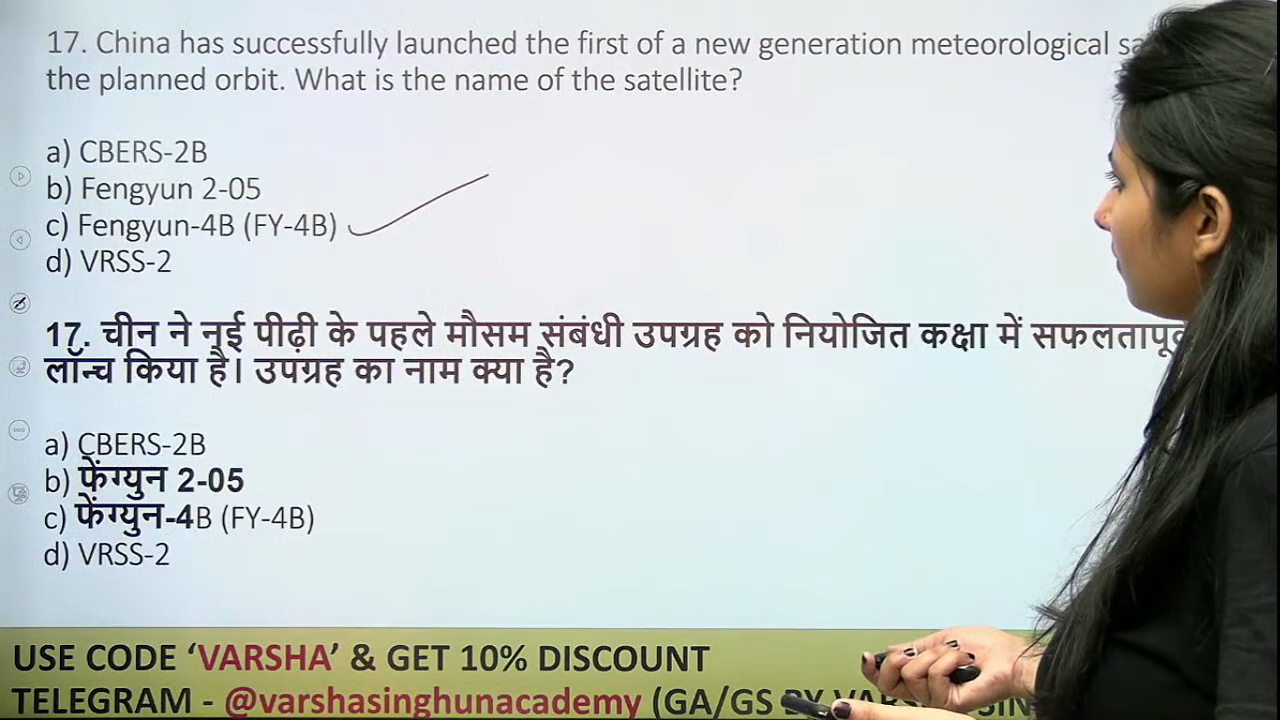 17. China has successfully launched the first of a new generation meteorological
the planned orbit. What is the name of the satellite?
a) CBERS-2B
b) Fengyun 2-05
c) Fengyun-4B (FY-4B)
d) VRSS-2
17. चीन ने नई पीढ़ी के पहले मौसम संबंधी उपग्रह को नियोजित कक्षा में
लॉन्च किया है। उपग्रह का नाम क्या है?
a) CBERS-2B
b) फेंग्युन 2-05
c) फेंग्युन-4B (FY-4B)
d) VRSS-2
USE CODE ‘VARSHA’ & GET 10% DISCOUNT
TELEGRAM - @varshasinghunacademy (GA/GS BY